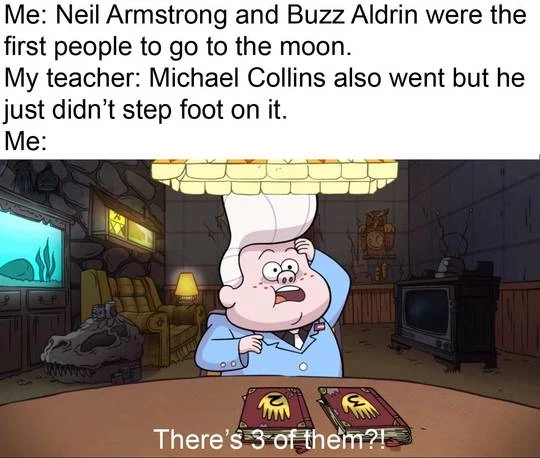 Me: Neil Armstrong and Buzz Aldrin were the
first people to go to the moon.
My teacher: Michael Collins also went but he
just didn't step foot on it.
Me:
2
3
There's 3 of them?!